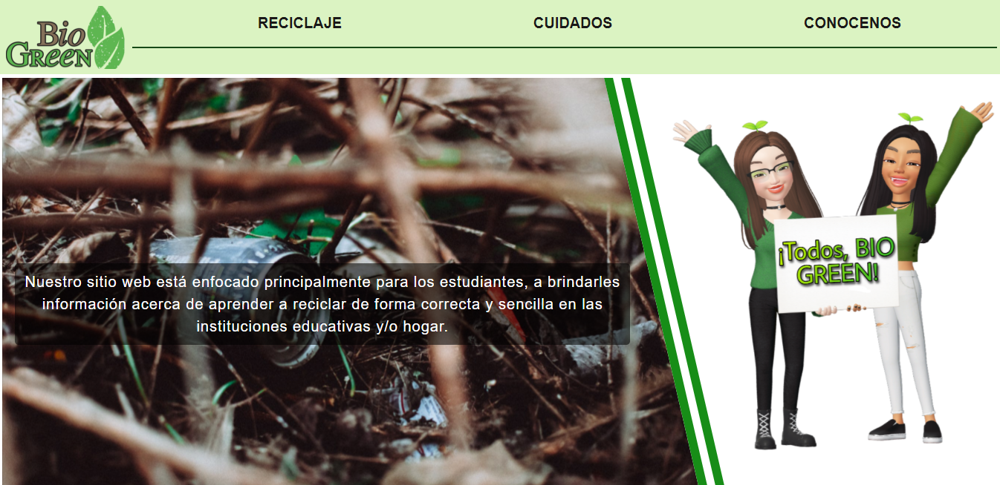 Bio
GREEN
RECICLAJE
CUIDADOS
CONOCENOS
Nuestro sitio web está enfocado principalmente para los estudiantes, a brindarles
información acerca de aprender a reciclar de forma correcta y sencilla en las
instituciones educativas y/o hogar.
¡Todos, BIO
GREEN!